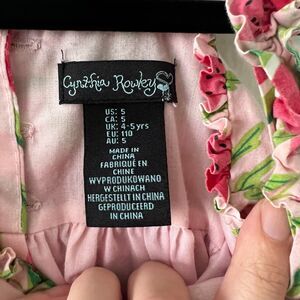 Cynthia Rowley
US: 5
CA: 5
UK: 4-5 yrs
EU: 110
AU: 5
MADE IN
CHINA
FABRIQUÉ EN
CHINE
WYPRODUKOWANO
W CHINACH
HERGESTELLT IN CHINA
GEPRODUCEERD
IN CHINA